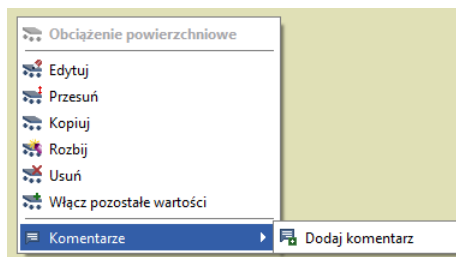 Obciążenie powierzchniowe
Edytuj
Przesuń
Kopiuj
Rozbij
Usuń
Włącz pozostałe wartości
Komentarze
Dodaj komentarz